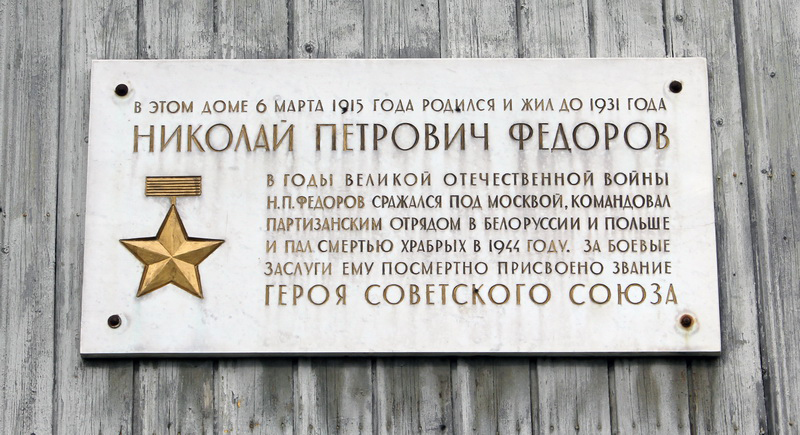 В ЭТОМ ДОМЕ 6 МАРТА 1915 ГОДА РОДИЛСЯ И ЖИЛ ДО 1931 ГОДА
НИКОЛАЙ ПЕТРОВИЧ ФЕДОРОВ
В ГОДЫ ВЕЛИКОЙ ОТЕЧЕСТВЕННОЙ ВОЙНЫ
Н.П.ФЕДОРОВ СРАЖАЛСЯ ПОД МОСКВОЙ, КОМАНДОВАЛ
ПАРТИЗАНСКИМ ОТРЯДОМ В БЕЛОРУССИИ И ПОЛЬШЕ
И ПАЛ СМЕРТЬЮ ХРАБРЫХ В 1944 ГОДУ. ЗА БОЕВЫЕ
ЗАСЛУГИ ЕМУ ПОСМЕРТНО ПРИСВОЕНО ЗВАНИЕ
ГЕРОЯ СОВЕТСКОГО СОЮЗА